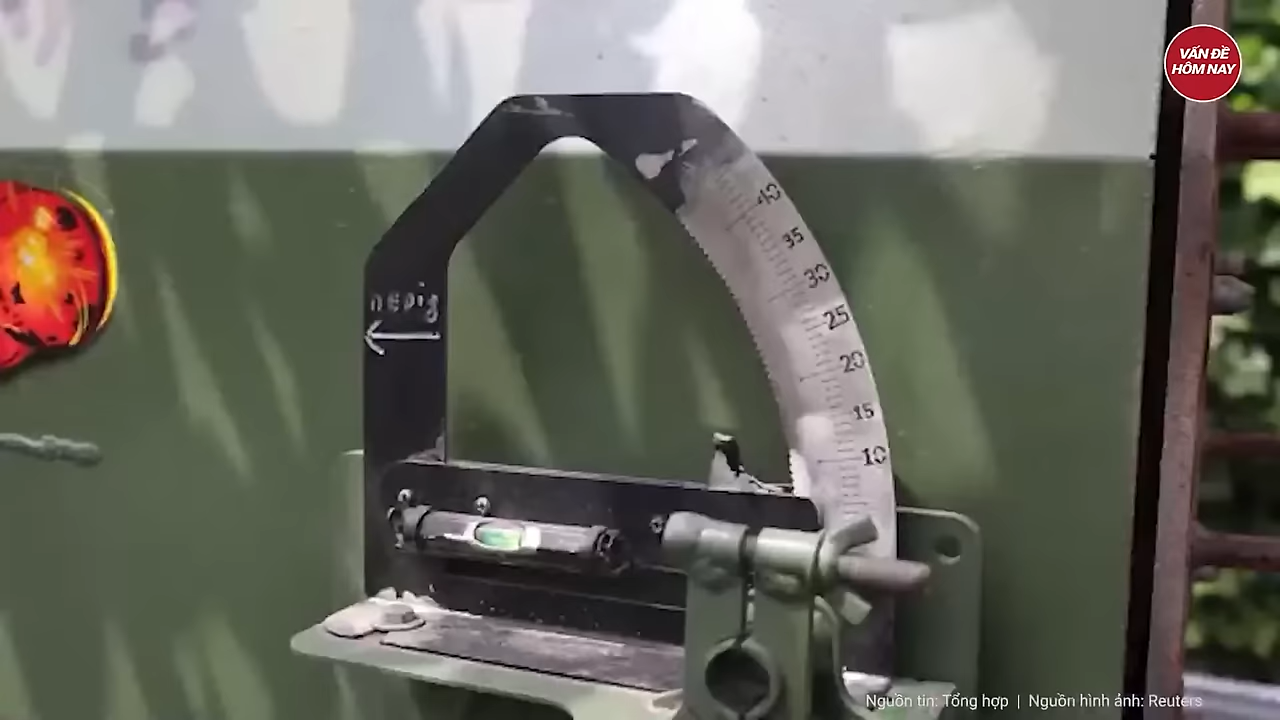 VẤN ĐỀ
HÔM NAY
40
35
30
25
20
15
10
перід
Nguồn tin: Tổng hợp | Nguồn hình ảnh: Reuters